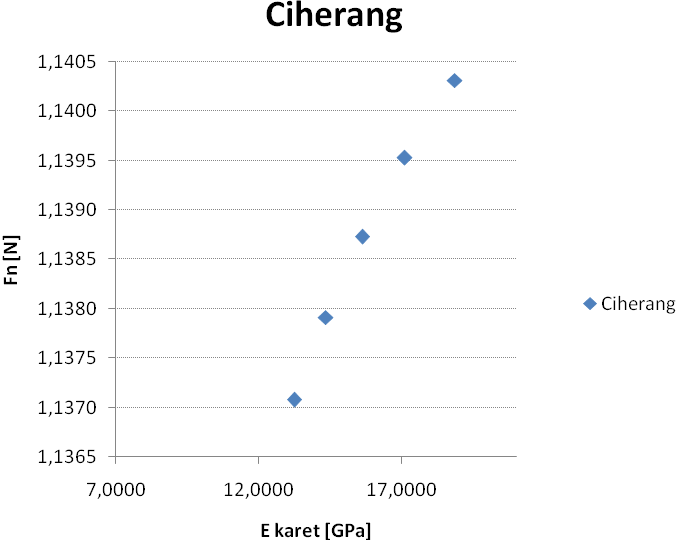 Ciherang
1,1405
1,1400
1,1395
1,1390
1,1385
1,1380
1,1375
1,1370
1,1365
Fn [N]
7,0000 12,0000 17,0000
E karet [GPa]
Ciherang